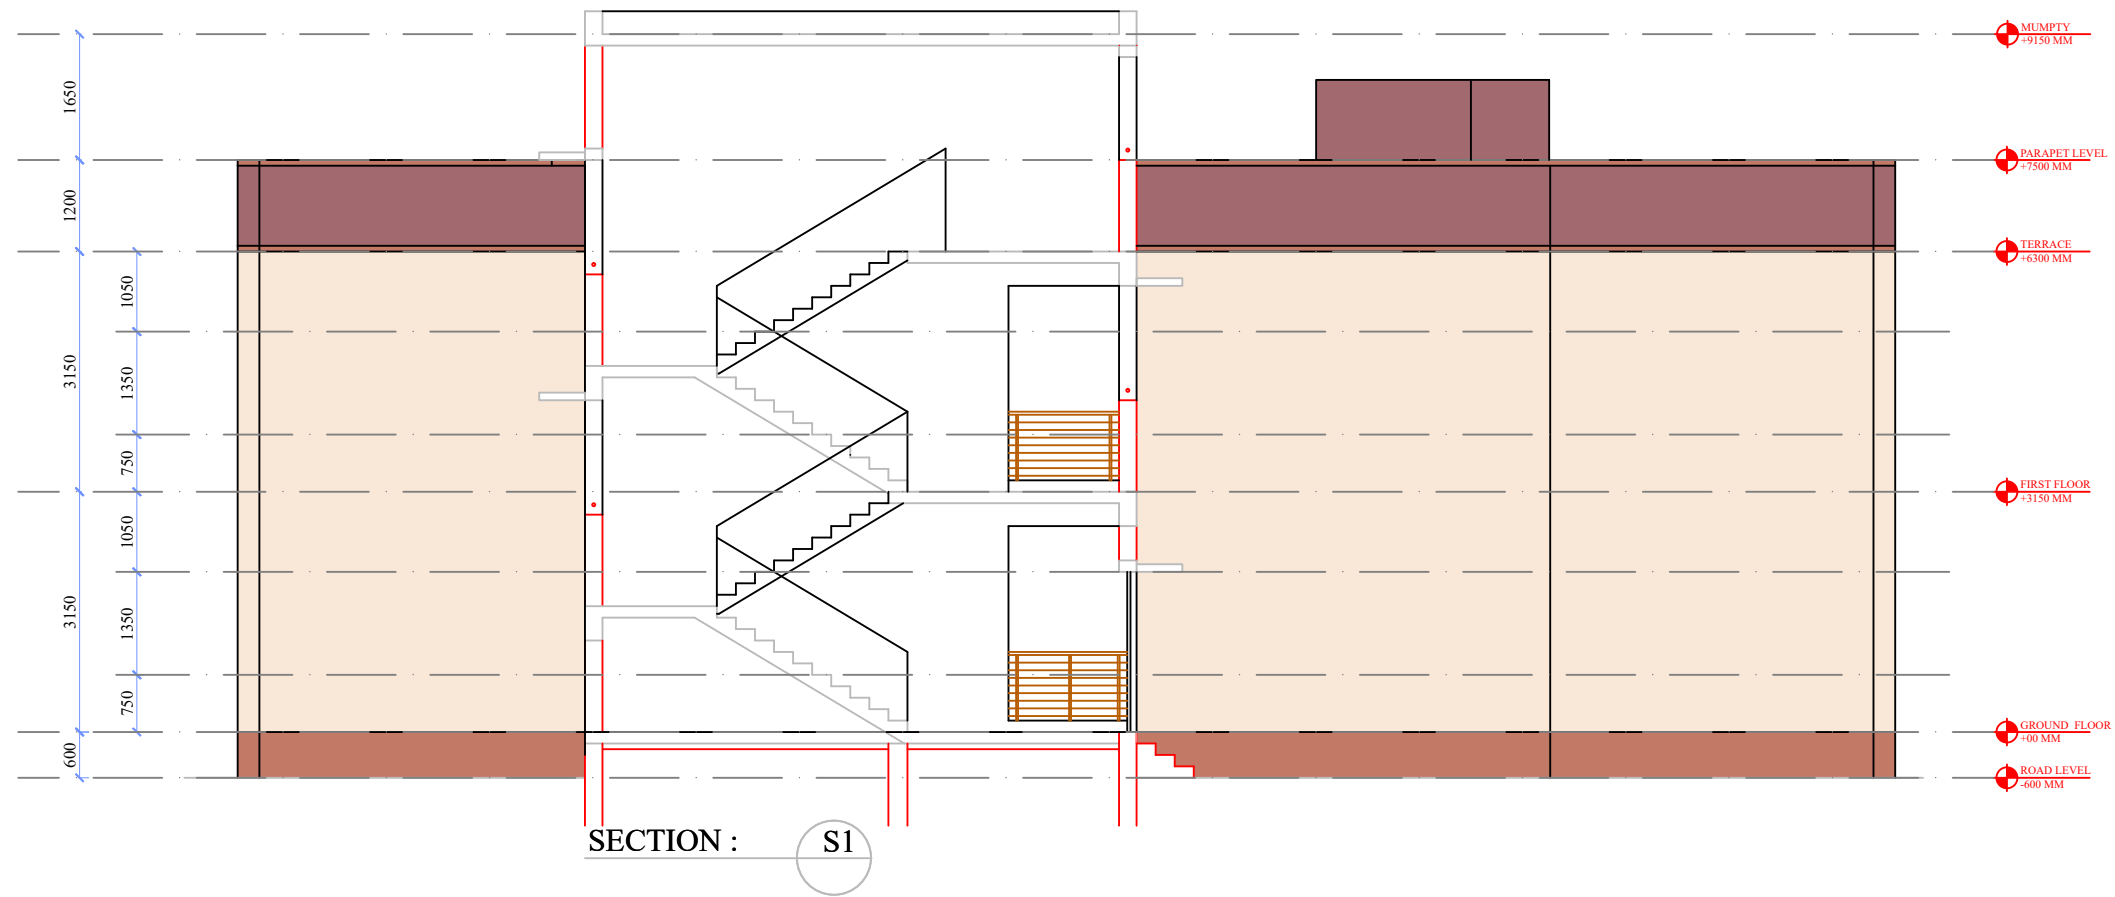 MUMPTY
+9150 MM
1650
PARAPET LEVEL
+7500 MM
1200
TERRACE
+6300 MM
1050
3150
1350
750
FIRST FLOOR
+3150 MM
1050
3150
1350
750
GROUND FLOOR
+00 MM
600
ROAD LEVEL
-600 MM
SECTION : S1